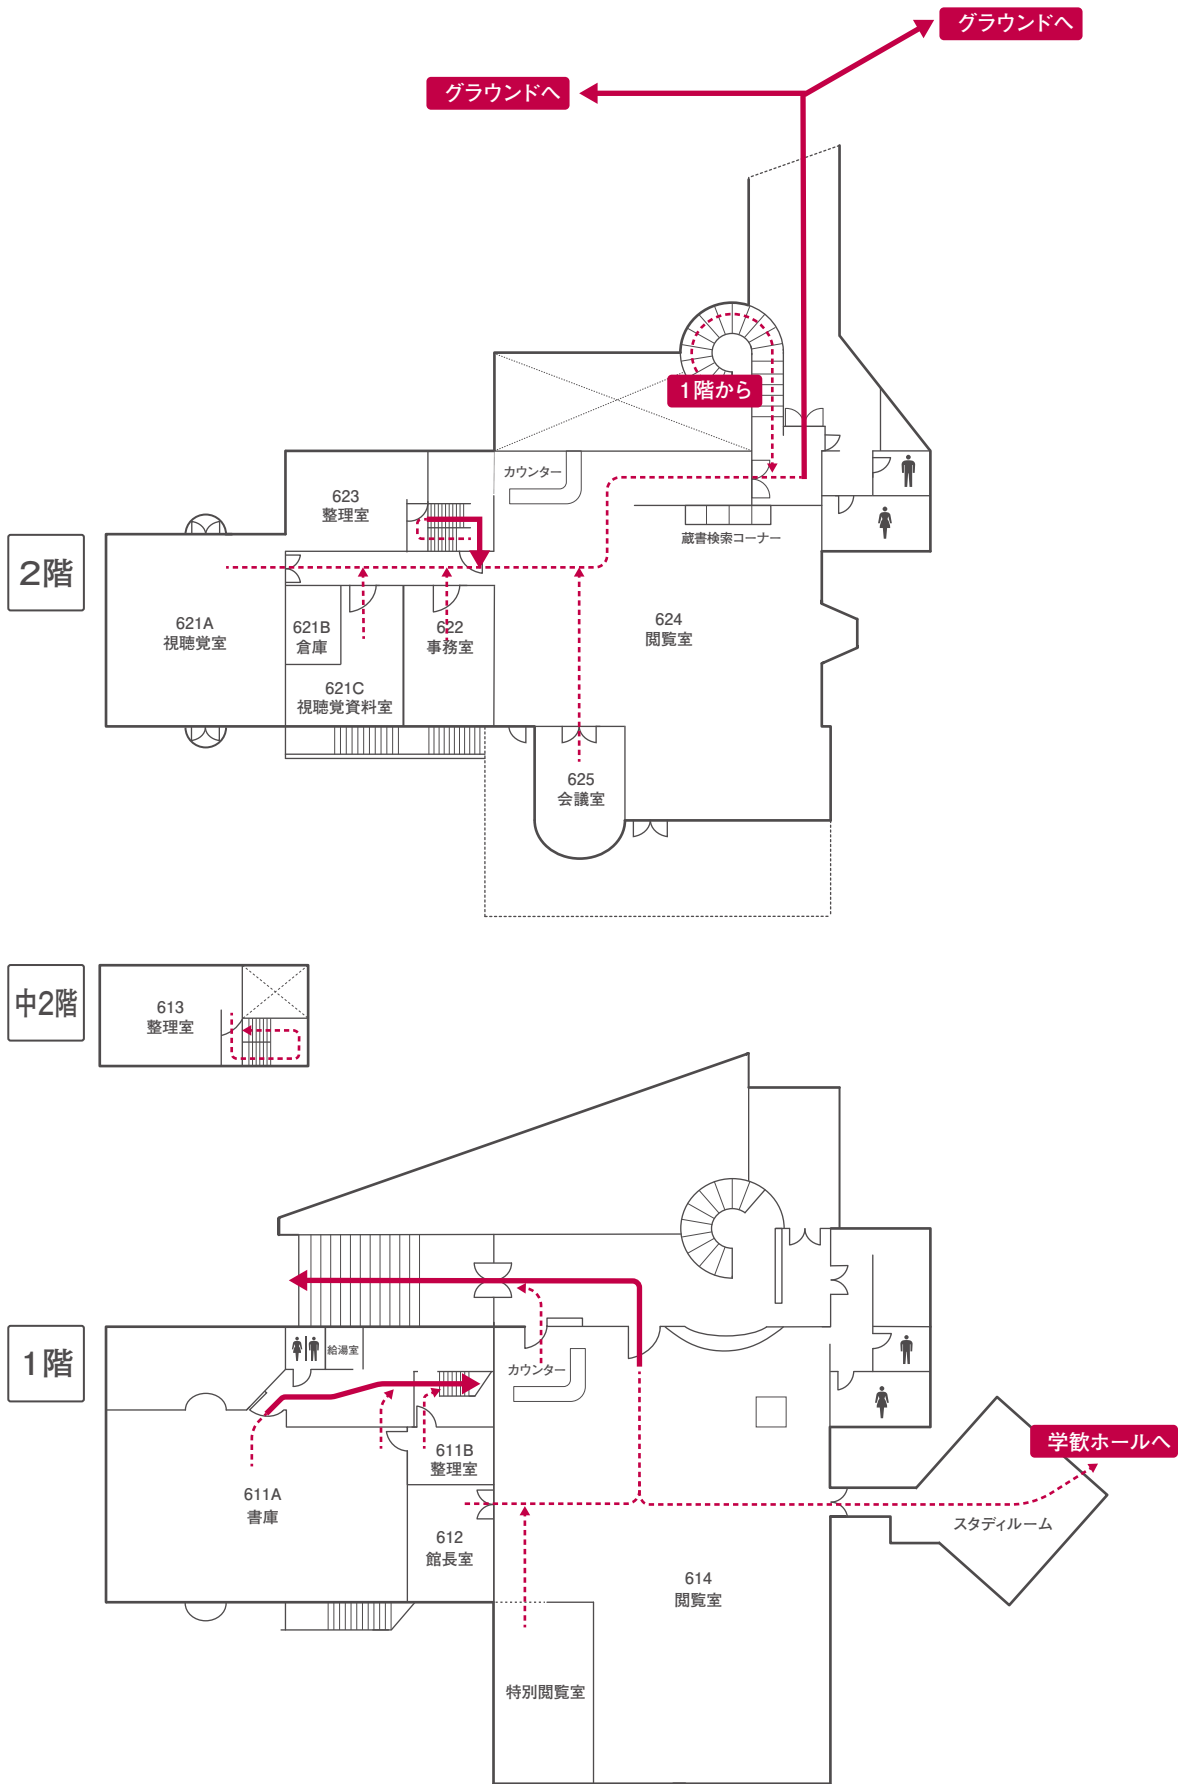 グラウンドへ
グラウンドへ
1階から
カウンター
623
整理室
蔵書検索コーナー
2階
621A
視聴覚室
621B
倉庫
622
事務室
624
閲覧室
621C
視聴覚資料室
625
会議室
中2階
613
整理室
1階
給湯室
カウンター
学歓ホールへ
611B
整理室
611A
書庫
スタディルーム
612
館長室
614
閲覧室
特別閲覧室